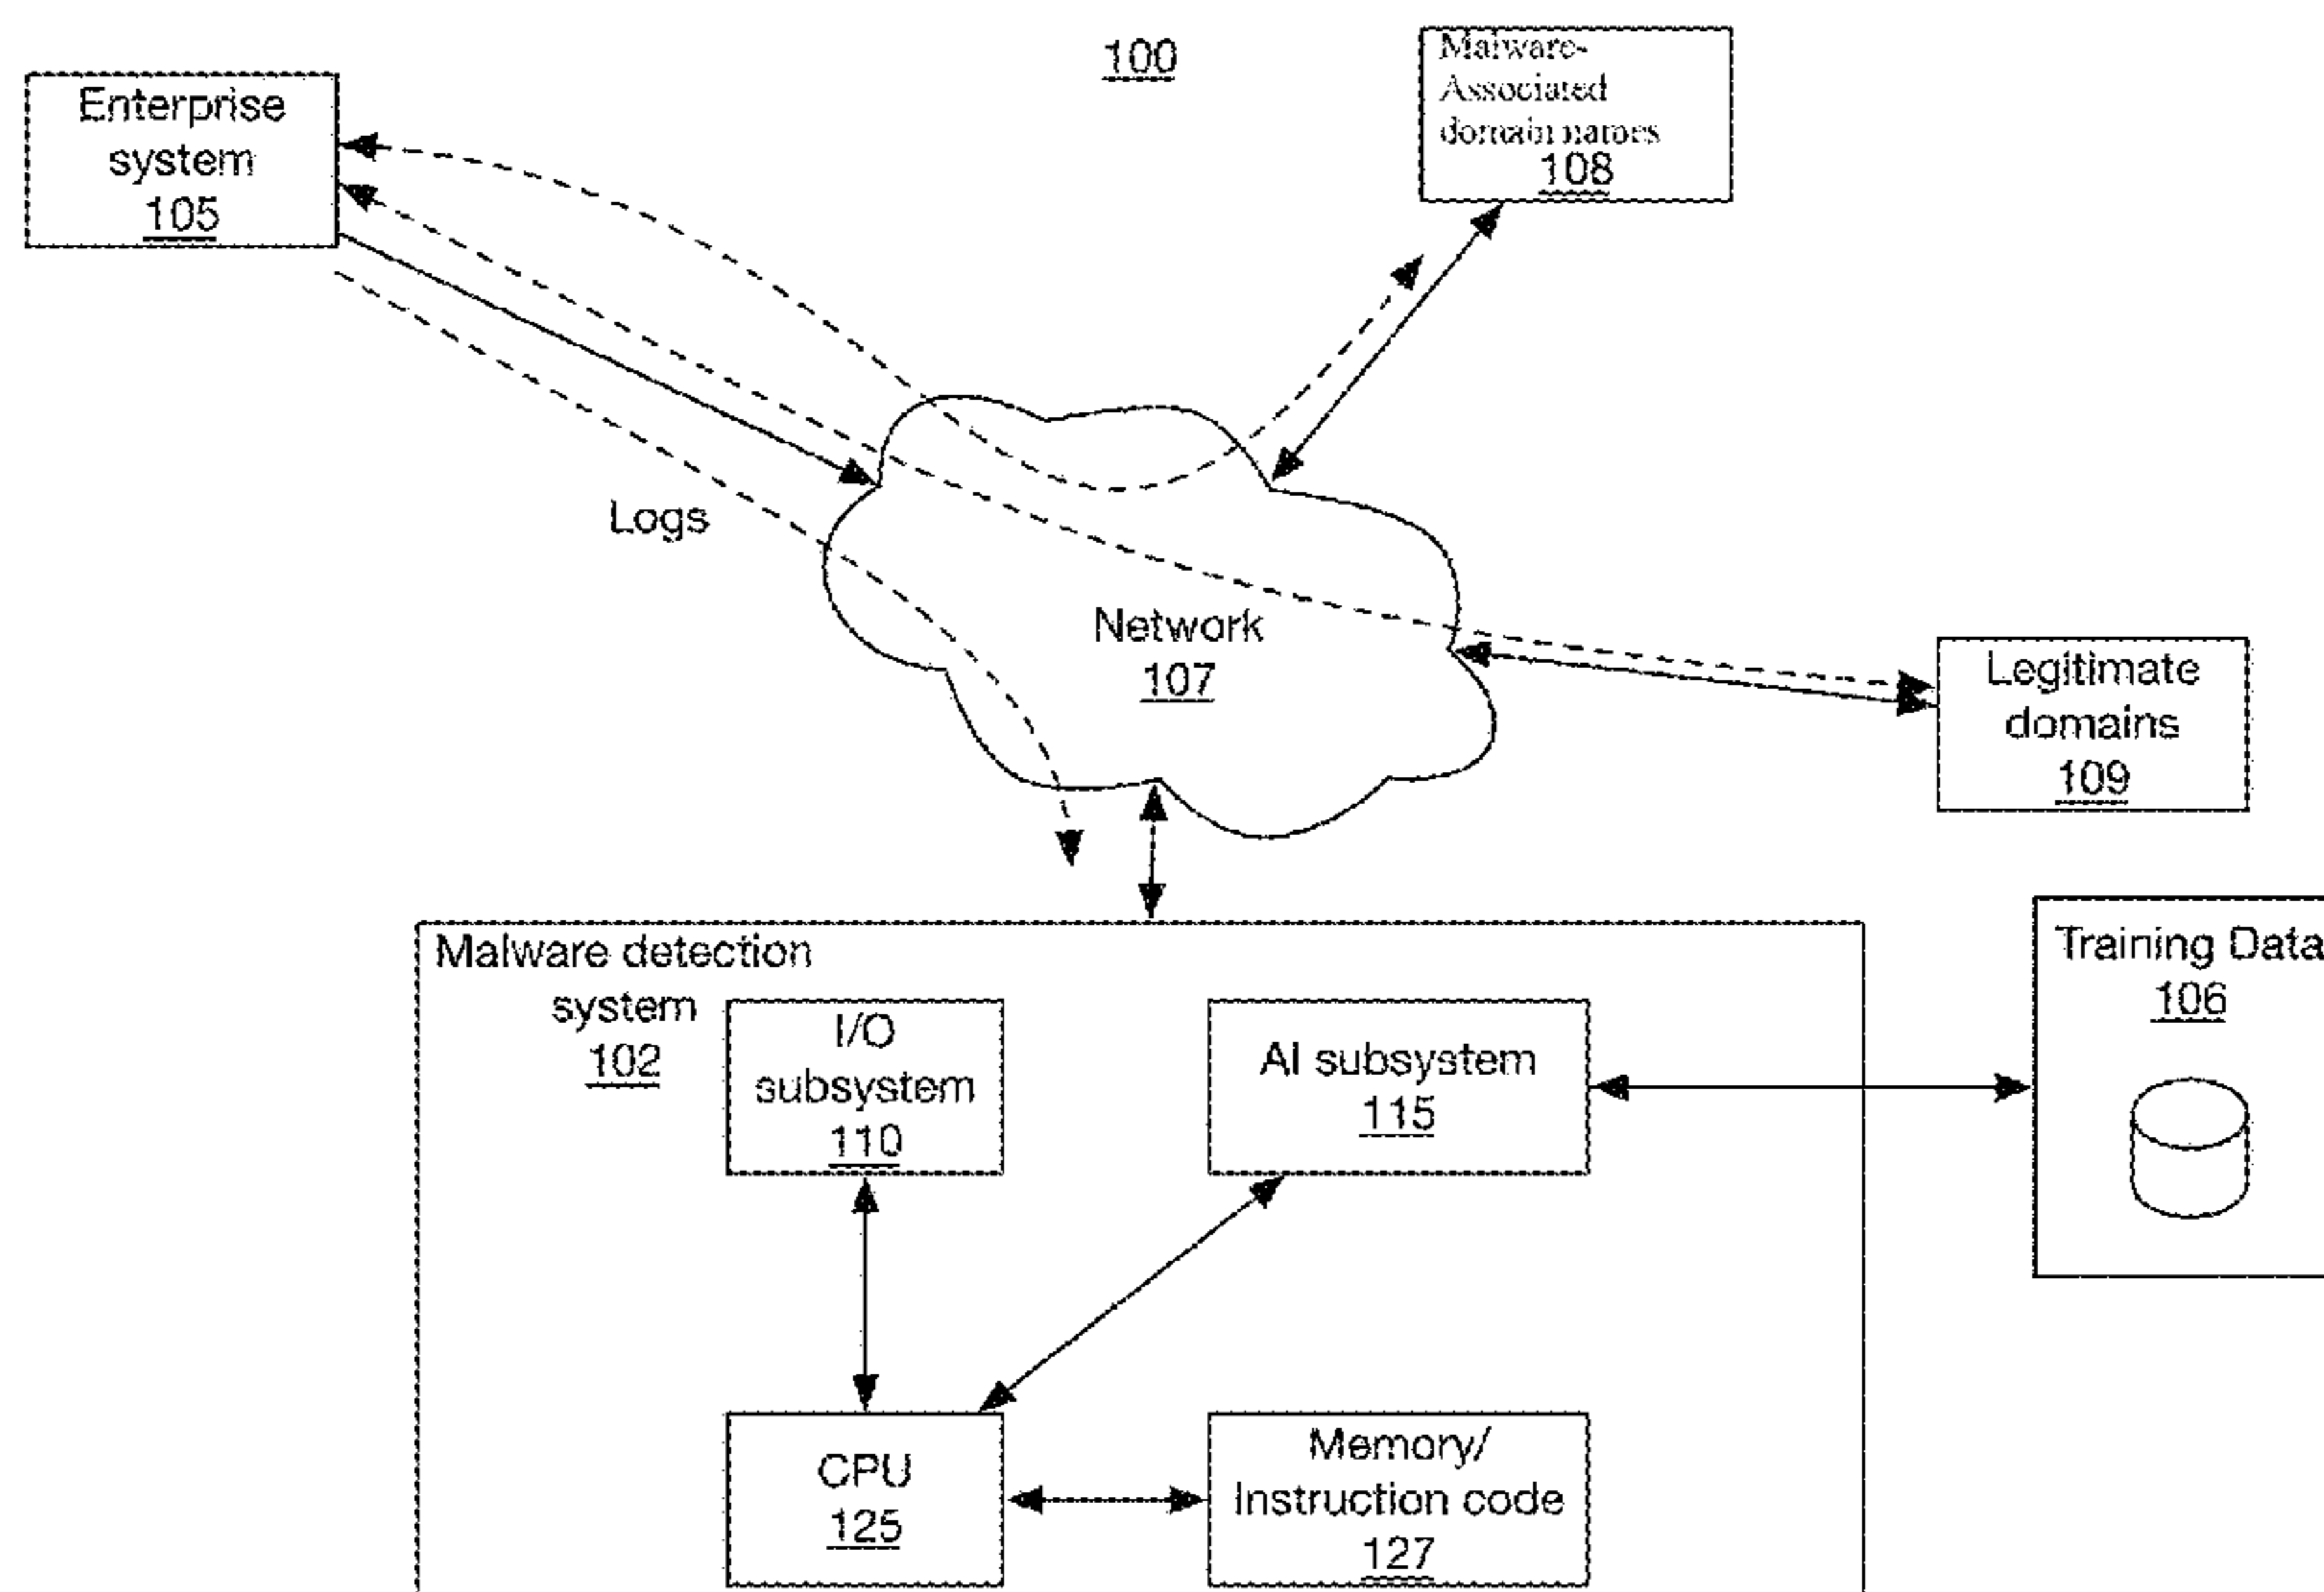 100
Malware-
Associated
domain names
108
Enterprise
system
105
Logs
Network
107
Legitimate
domains
109
Malware detection
system
102
I/O
subsystem
110
AI subsystem
115
Training Data
106
CPU
125
Memory/
Instruction code
127